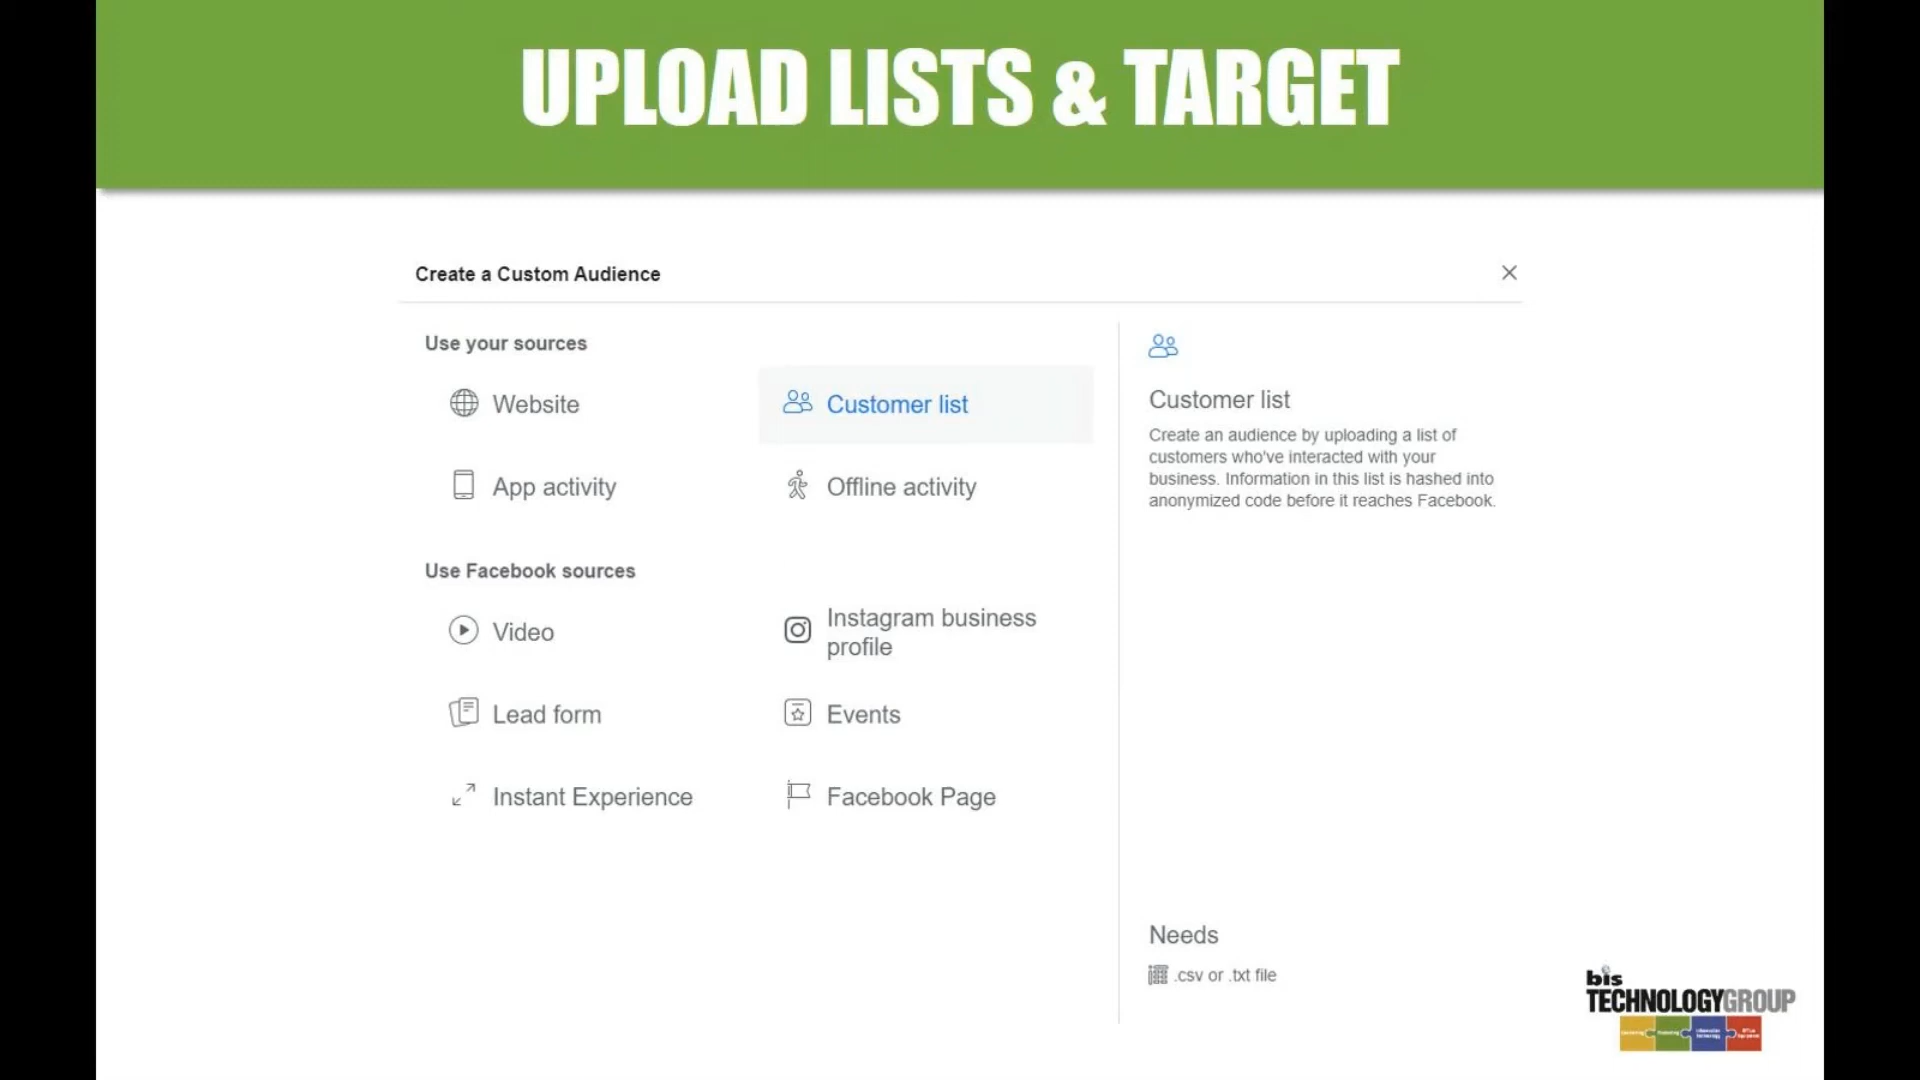 UPLOAD LISTS & TARGET
Create a Custom Audience
Use your sources
Website
Customer list
App activity
Offline activity
Use Facebook sources
Video
Instagram business
profile
Lead form
Events
Instant Experience
Facebook Page
Customer list
Create an audience by uploading a list of
customers who've interacted with your
business. Information in this list is hashed into
anonymized code before it reaches Facebook.
Needs
.csv or .txt file
bis
TECHNOLOGYGROUP